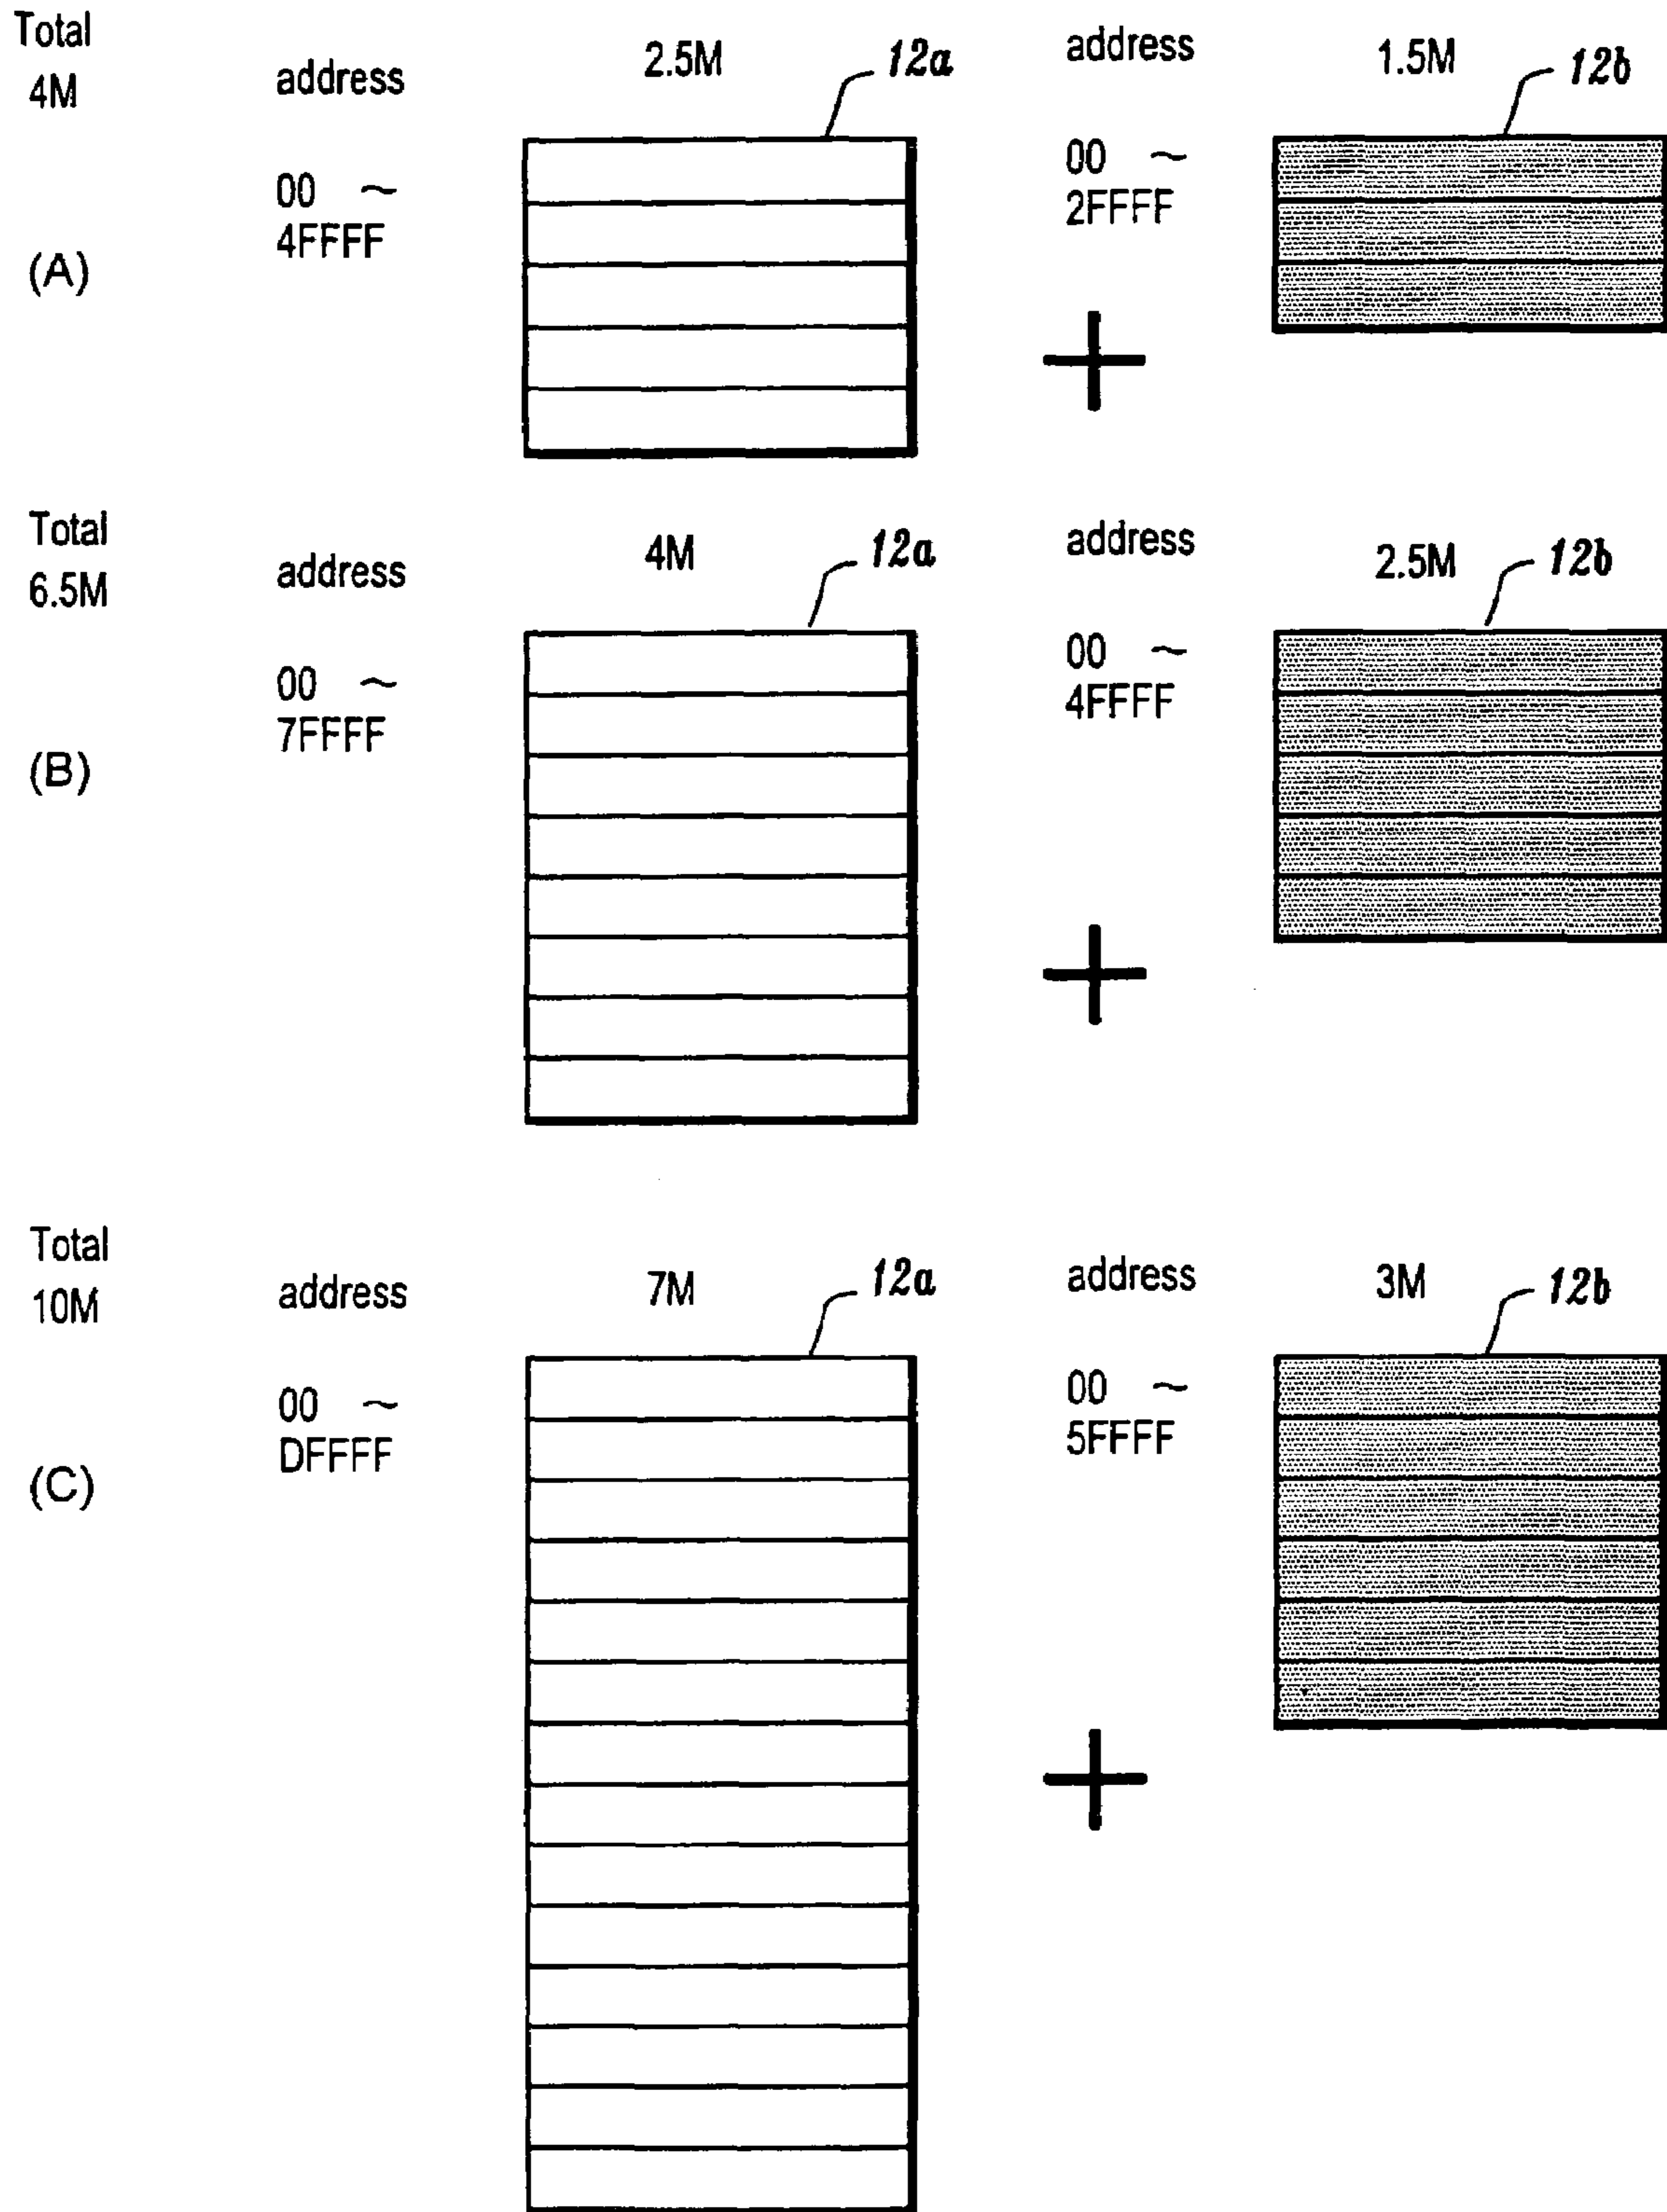 Total
4M
address
2.5M
12a
address
1.5M
12b
00 ~
4FFFF
00 ~
2FFFF
(A)
+
Total
6.5M
address
4M
12a
address
2.5M
12b
00 ~
7FFFF
00 ~
4FFFF
(B)
+
Total
10M
address
7M
12a
address
3M
12b
00 ~
DFFFF
00 ~
5FFFF
(C)
+